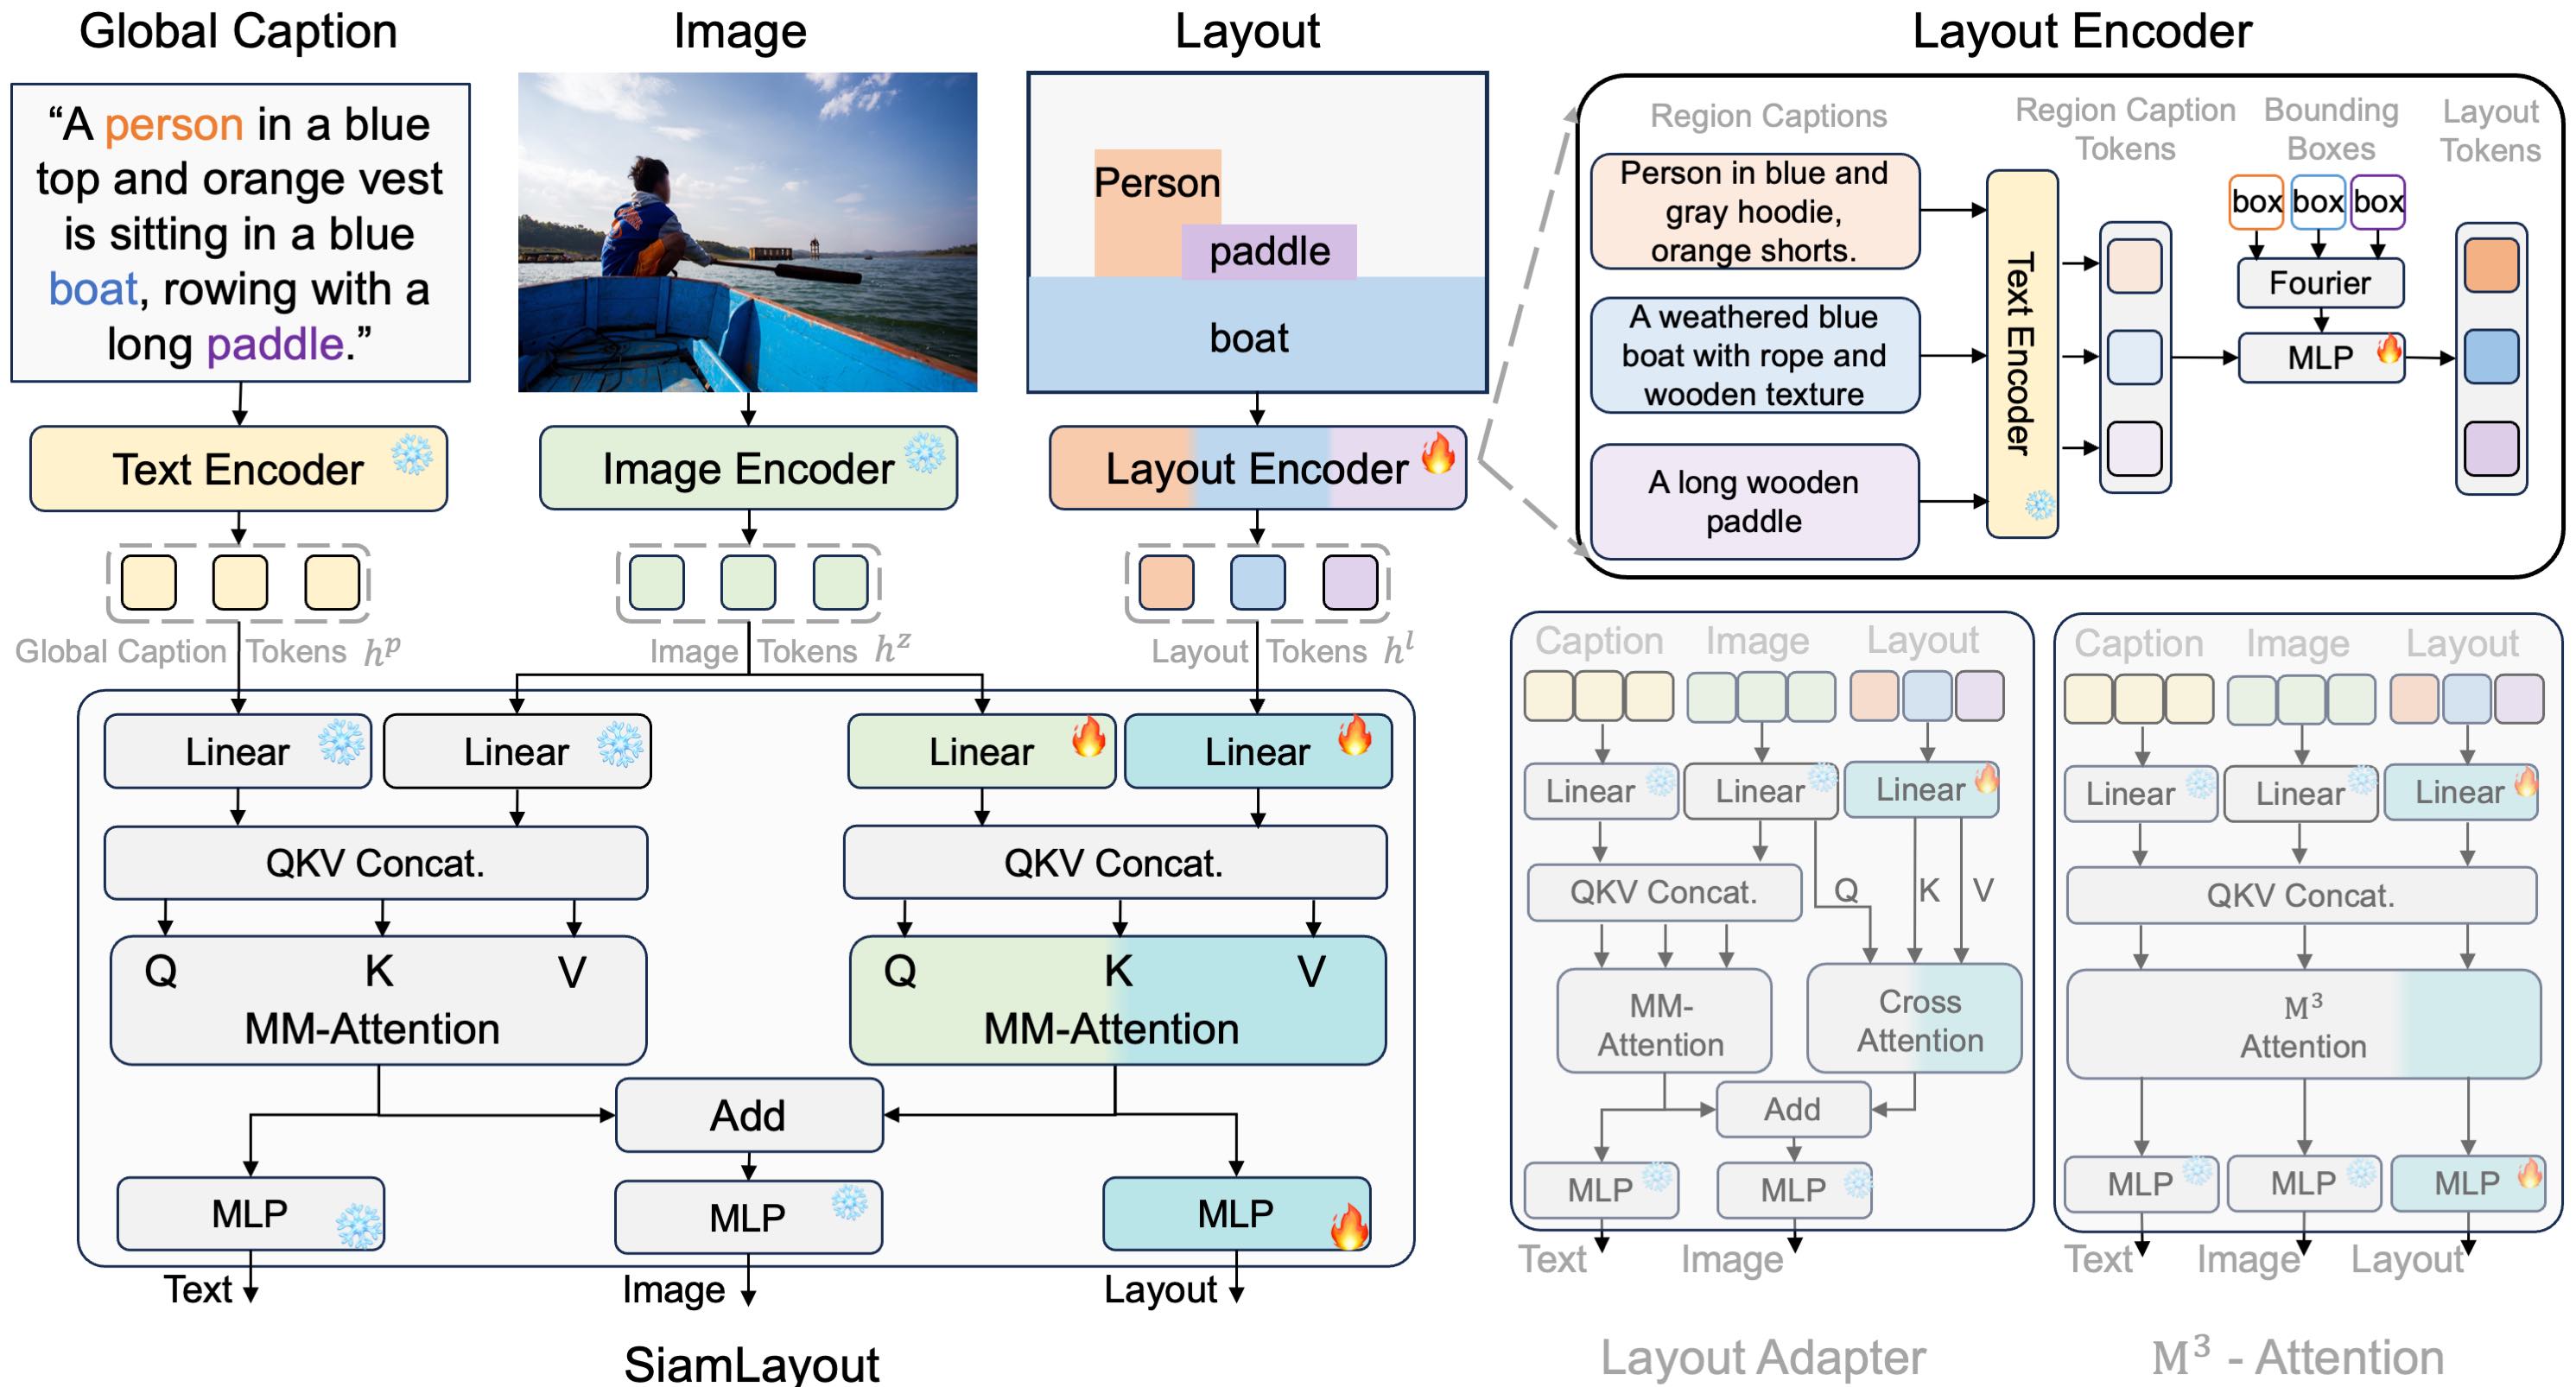 Global Caption
“A person in a blue
top and orange vest
is sitting in a blue
boat, rowing with a
long paddle.”
Text Encoder
Global Caption Tokens hᵖ
Image
Image Encoder
Image Tokens hᶻ
Layout
Person
paddle
boat
Layout Encoder
Layout Tokens hˡ
Linear
Linear
Linear
Linear
QKV Concat.
QKV Concat.
Q K V
MM-Attention
Q K V
MM-Attention
Add
MLP
MLP
MLP
Text
Image
Layout
SiamLayout
Layout Encoder
Region Captions
Person in blue and
gray hoodie,
orange shorts.
A weathered blue
boat with rope and
wooden texture
A long wooden
paddle
Text Encoder
Region Caption
Tokens
Bounding
Boxes
box box box
Fourier
MLP
Layout
Tokens
Caption Image Layout
Linear Linear Linear
QKV Concat.
Q K V
MM-
Attention
Cross
Attention
Add
MLP MLP
Text Image
Layout Adapter
Caption Image Layout
Linear Linear Linear
QKV Concat.
M³
Attention
MLP MLP MLP
Text Image Layout
M³ - Attention